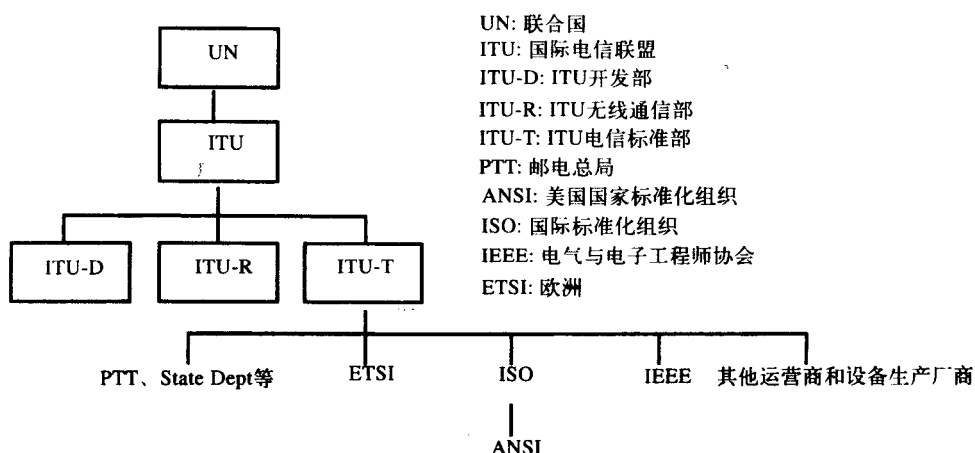 UN
ITU
ITU-D
ITU-R
ITU-T
PTT、State Dept等
ETSI
ISO
IEEE
其他运营商和设备生产厂商
ANSI
UN: 联合国
ITU: 国际电信联盟
ITU-D: ITU开发部
ITU-R: ITU无线通信部
ITU-T: ITU电信标准部
PTT: 邮电总局
ANSI: 美国国家标准化组织
ISO: 国际标准化组织
IEEE: 电气与电子工程师协会
ETSI: 欧洲